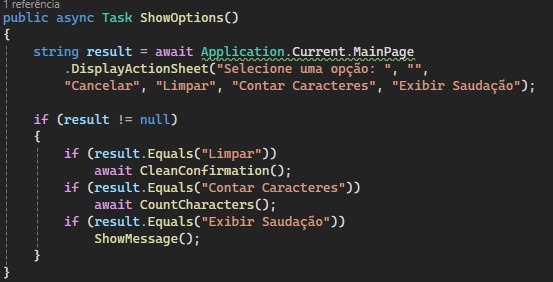 1 referência
public async Task ShowOptions()
{
    string result = await Application.Current.MainPage
        .DisplayActionSheet("Selecione uma opção: ", "",
        "Cancelar", "Limpar", "Contar Caracteres", "Exibir Saudação");
    if (result != null)
    {
        if (result.Equals("Limpar"))
            await CleanConfirmation();
        if (result.Equals("Contar Caracteres"))
            await CountCharacters();
        if (result.Equals("Exibir Saudação"))
            ShowMessage();
    }
}